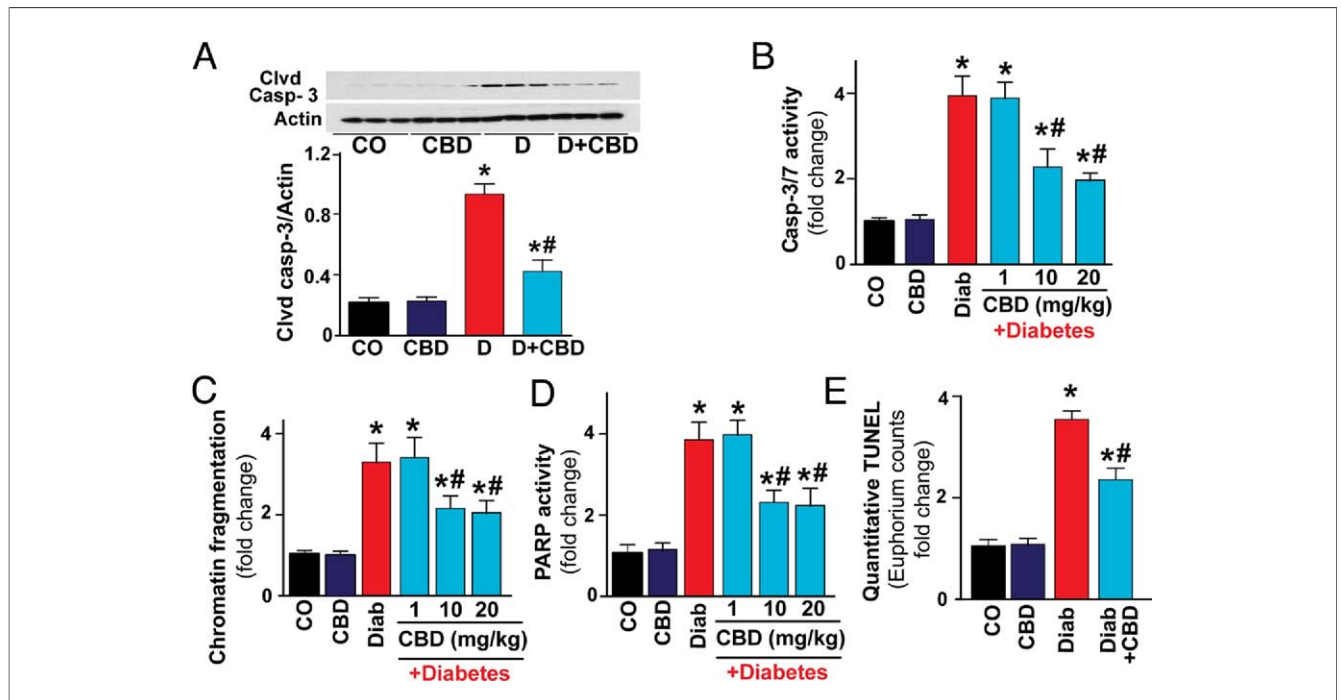 A
Clvd
Casp- 3
Actin
CO CBD D D+CBD
Clvd casp-3/Actin
1.2
0.8
0.4
0
*
*#
CO CBD D D+CBD
B
Casp-3/7 activity
(fold change)
4
2
0
* * *# *#
CO CBD Diab 1 10 20
CBD (mg/kg)
+Diabetes
C
Chromatin fragmentation
(fold change)
4
2
0
* * *# *#
CO CBD Diab 1 10 20
CBD (mg/kg)
+Diabetes
D
PARP activity
(fold change)
4
2
0
* * *# *#
CO CBD Diab 1 10 20
CBD (mg/kg)
+Diabetes
E
Quantitative TUNEL
(Euphorium counts
fold change)
4
2
0
* *#
CO CBD Diab Diab
+CBD